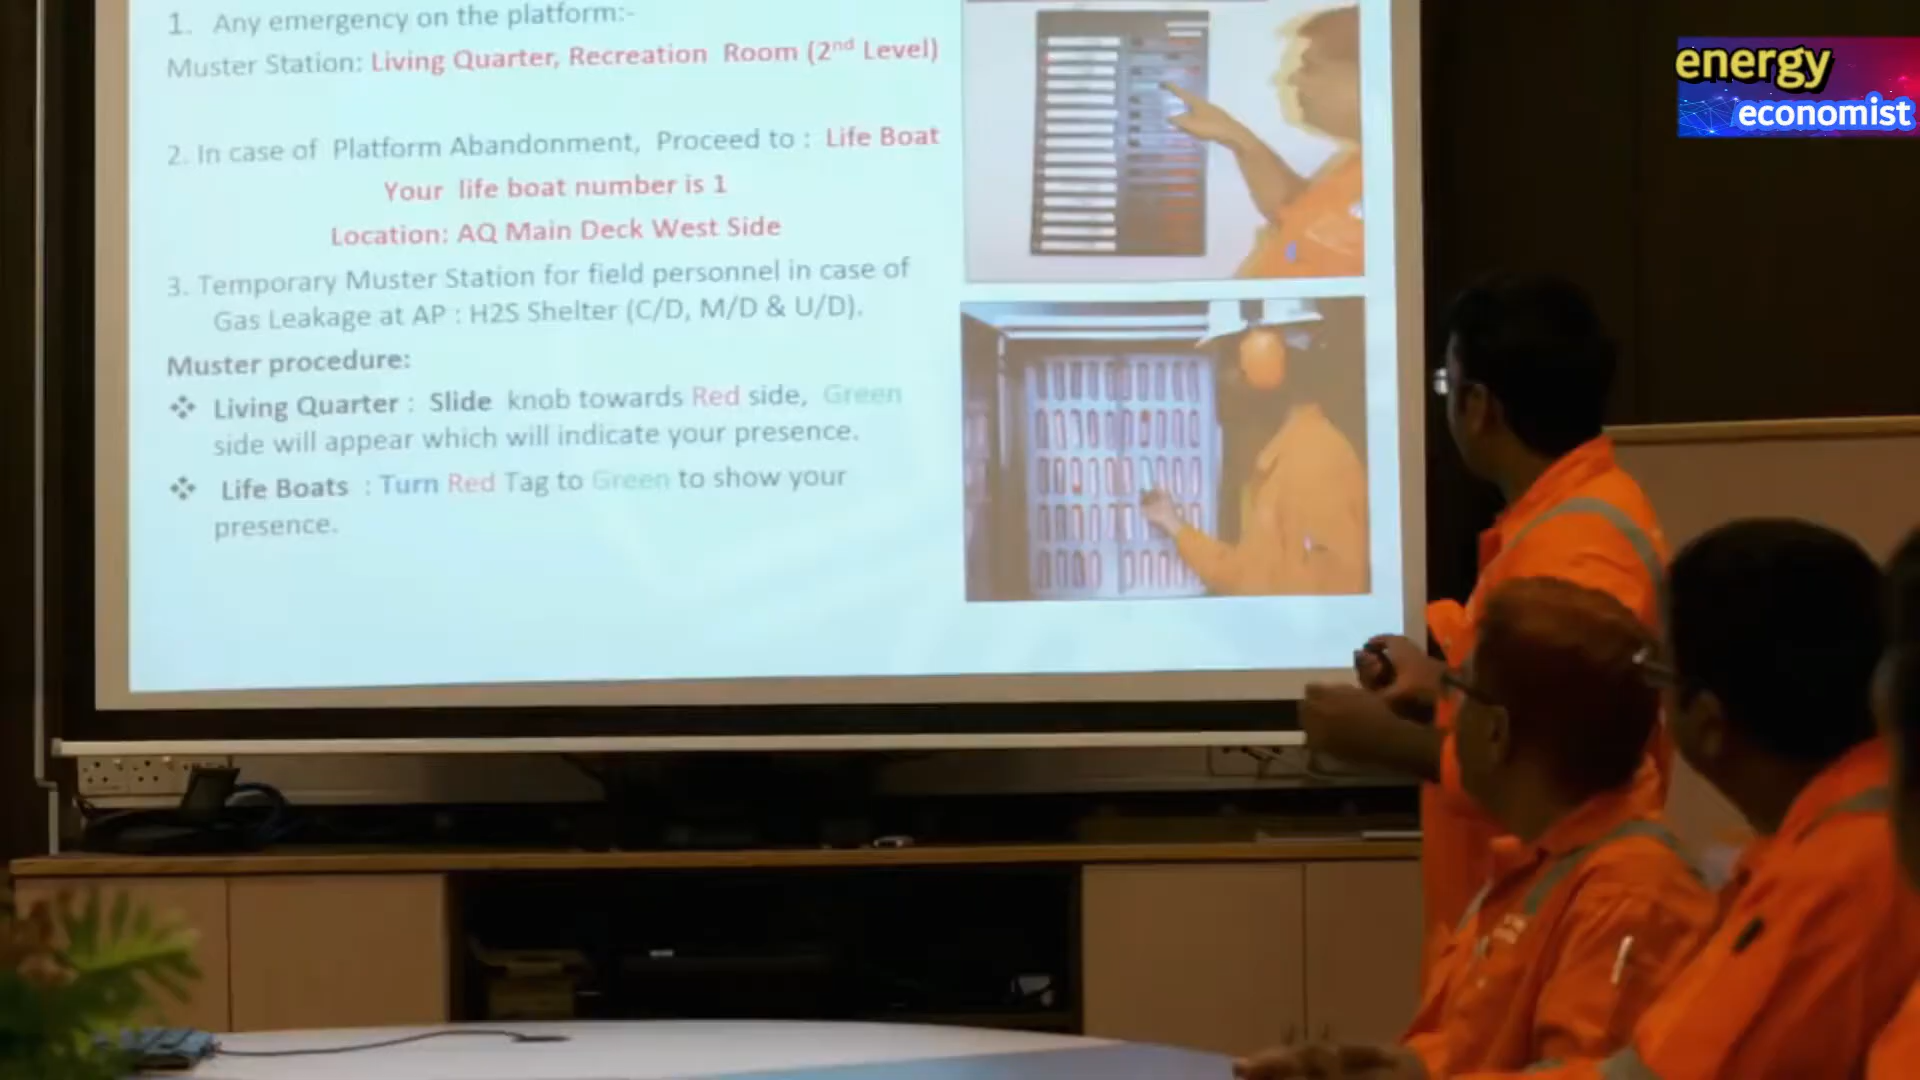 1. Any emergency on the platform:-
Muster Station: Living Quarter, Recreation Room (2nd Level)
2. In case of Platform Abandonment, Proceed to : Life Boat
Your life boat number is 1
Location: AQ Main Deck West Side
3. Temporary Muster Station for field personnel in case of
Gas Leakage at AP : H2S Shelter (C/D, M/D & U/D).
Muster procedure:
❖ Living Quarter : Slide knob towards Red side, Green
side will appear which will indicate your presence.
❖ Life Boats : Turn Red Tag to Green to show your
presence.
energy
economist